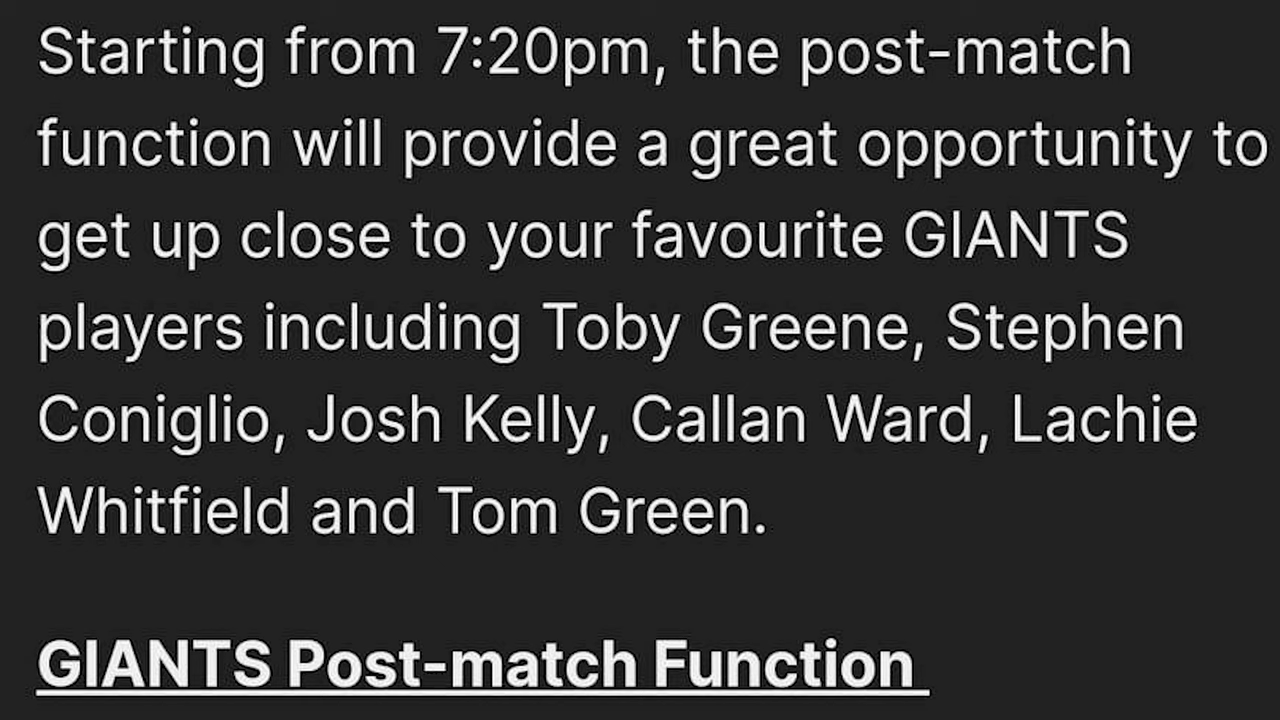 Starting from 7:20pm, the post-match
function will provide a great opportunity to
get up close to your favourite GIANTS
players including Toby Greene, Stephen
Coniglio, Josh Kelly, Callan Ward, Lachie
Whitfield and Tom Green.
GIANTS Post-match Function